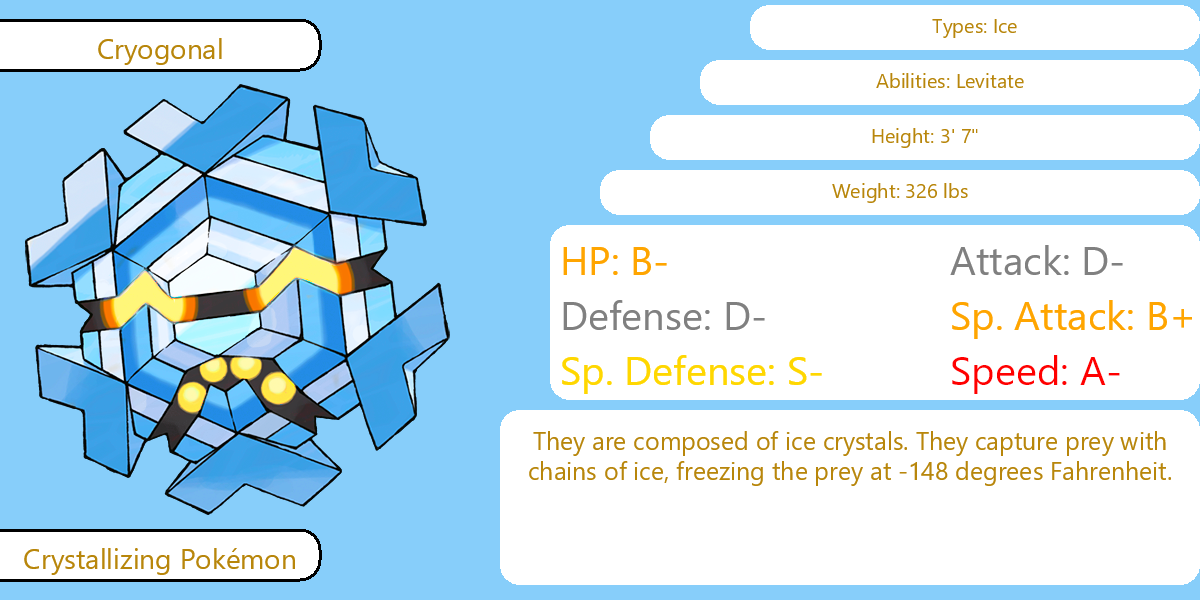 Cryogonal
Types: Ice
Abilities: Levitate
Height: 3' 7"
Weight: 326 lbs
HP: B-
Attack: D-
Defense: D-
Sp. Attack: B+
Sp. Defense: S-
Speed: A-
They are composed of ice crystals. They capture prey with
chains of ice, freezing the prey at -148 degrees Fahrenheit.
Crystallizing Pokémon